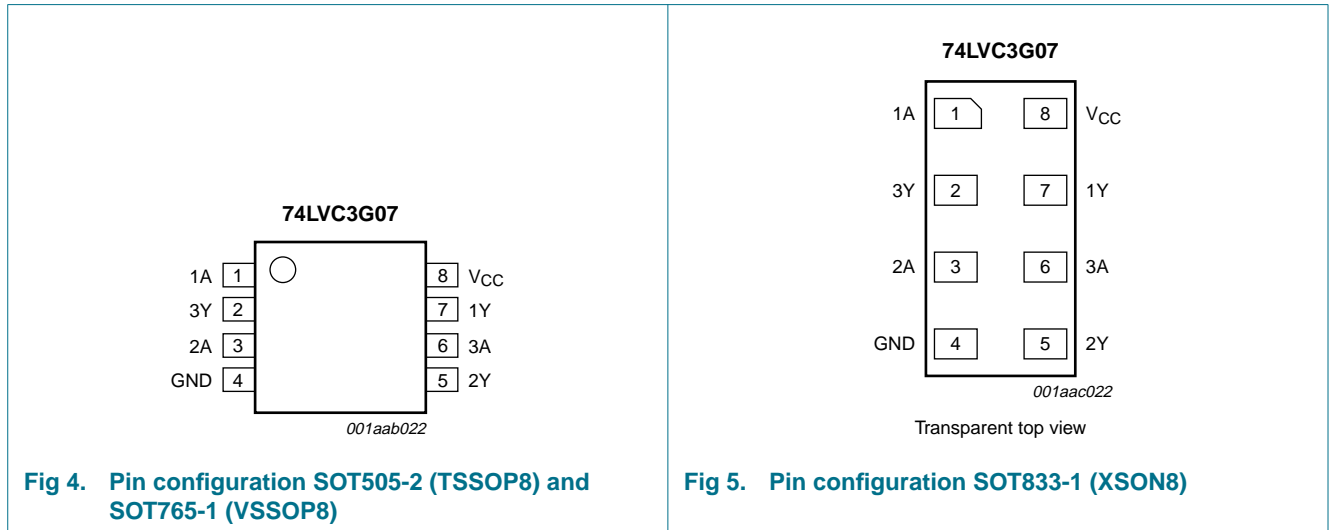 74LVC3G07
1A 1 8 VCC
3Y 2 7 1Y
2A 3 6 3A
GND 4 5 2Y
001aab022
Fig 4. Pin configuration SOT505-2 (TSSOP8) and
SOT765-1 (VSSOP8)
74LVC3G07
1A 1 8 VCC
3Y 2 7 1Y
2A 3 6 3A
GND 4 5 2Y
001aac022
Transparent top view
Fig 5. Pin configuration SOT833-1 (XSON8)